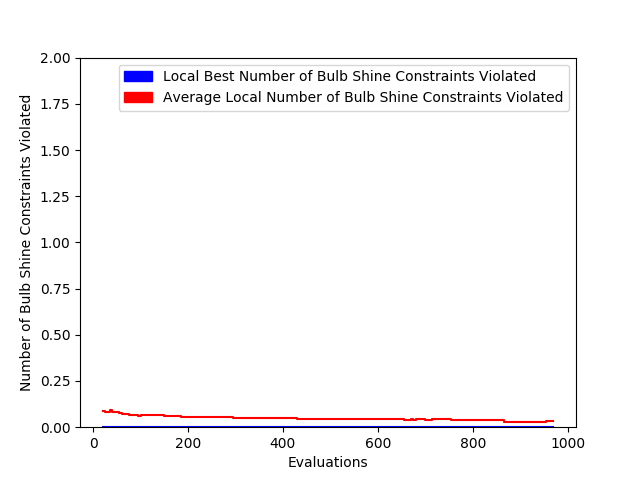 Local Best Number of Bulb Shine Constraints Violated
Average Local Number of Bulb Shine Constraints Violated
Number of Bulb Shine Constraints Violated
2.00
1.75
1.50
1.25
1.00
0.75
0.50
0.25
0.00
0 200 400 600 800 1000
Evaluations